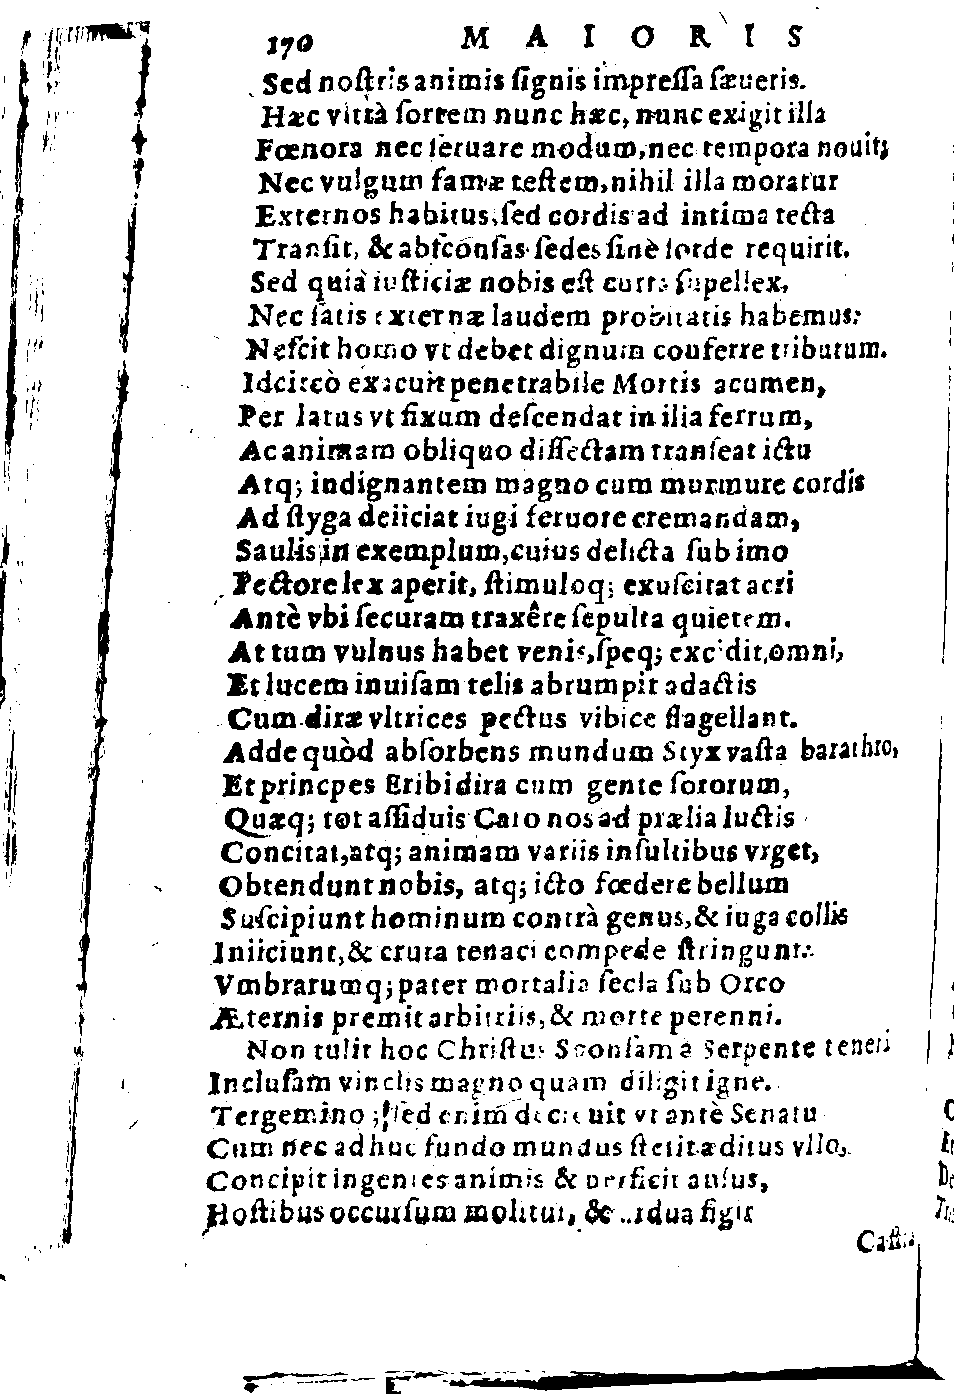 170 MAIORIS
Sed noſtris animis ſignis impreſſa ſæueris.
Hæc vittà ſortem nunc hæc, nunc exigit illa
Fœnora nec ſeruare modum, nec tempora nouit;
Nec vulgum famæ teſtem, nihil illa moratur
Externos habitus, ſed cordis ad intima tecta
Tranſit, & abſconſas ſedes ſinè ſorde requirit.
Sed quià iuſticiæ nobis eſt curta ſupellex,
Nec ſatis externæ laudem probitatis habemus:
Neſcit homo vt debet dignum conferre tributum.
Idcircò exacuit penetrabile Mortis acumen,
Per latus vt fixum deſcendat in ilia ferrum,
Ac animam obliquo diſſectam tranſeat ictu
Atq; indignantem magno cum murmure cordis
Ad ſtyga deiiciat iugi feruore cremandam,
Saulis in exemplum, cuius delicta ſub imo
Pectore lex aperit, ſtimuloq; exuſcitat acri
Antè vbi ſecuram traxêre ſepulta quietem.
At tum vulnus habet venis, ſpeq; excidit omni,
Et lucem inuiſam telis abrumpit adactis
Cum diræ vltrices pectus vibice flagellant.
Adde quòd abſorbens mundum Styx vaſta barathro,
Et princpes Eribi dira cum gente ſororum,
Quæq; tot aſſiduis Caro nos ad prælia luctis
Concitat, atq; animam variis inſultibus vrget,
Obtendunt nobis, atq; icto fœdere bellum
Suſcipiunt hominum contrà genus, & iuga collis
Iniiciunt, & crura tenaci compede ſtringunt:
Vmbrarumq; pater mortalia ſecla ſub Orco
Æternis premit arbitriis, & morte perenni.
Non tulit hoc Chriſtus Sponſam à Serpente teneri
Incluſam vinclis magno quam diligit igne.
Tergemino ; ſed enim decreuit vt antè Senatu
Cum nec ad huc fundo mundus ſtetit æditus vllo,
Concipit ingentes animis & perficit auſus,
Hoſtibus occurſum molitur, & ardua figit
Caſtra